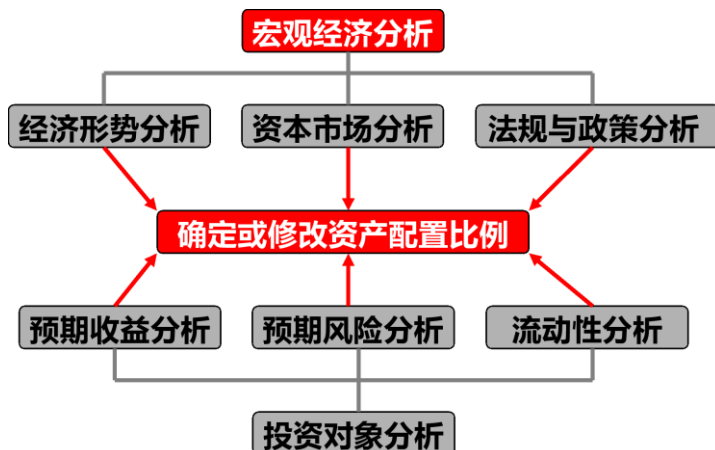 宏观经济分析
经济形势分析
资本市场分析
法规与政策分析
确定或修改资产配置比例
预期收益分析
预期风险分析
流动性分析
投资对象分析